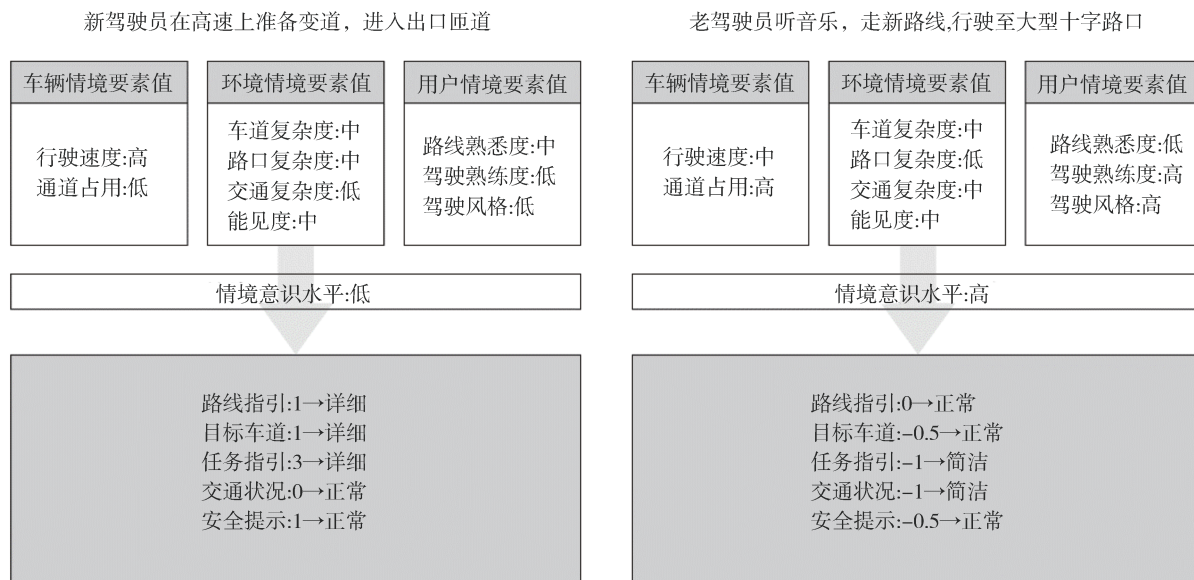 新驾驶员在高速上准备变道，进入出口匝道
车辆情境要素值
行驶速度:高
通道占用:低
环境情境要素值
车道复杂度:中
路口复杂度:中
交通复杂度:低
能见度:中
用户情境要素值
路线熟悉度:中
驾驶熟练度:低
驾驶风格:低
情境意识水平:低
路线指引:1→详细
目标车道:1→详细
任务指引:3→详细
交通状况:0→正常
安全提示:1→正常
老驾驶员听音乐，走新路线,行驶至大型十字路口
车辆情境要素值
行驶速度:中
通道占用:高
环境情境要素值
车道复杂度:中
路口复杂度:低
交通复杂度:中
能见度:中
用户情境要素值
路线熟悉度:低
驾驶熟练度:高
驾驶风格:高
情境意识水平:高
路线指引:0→正常
目标车道:-0.5→正常
任务指引:-1→简洁
交通状况:-1→简洁
安全提示:-0.5→正常